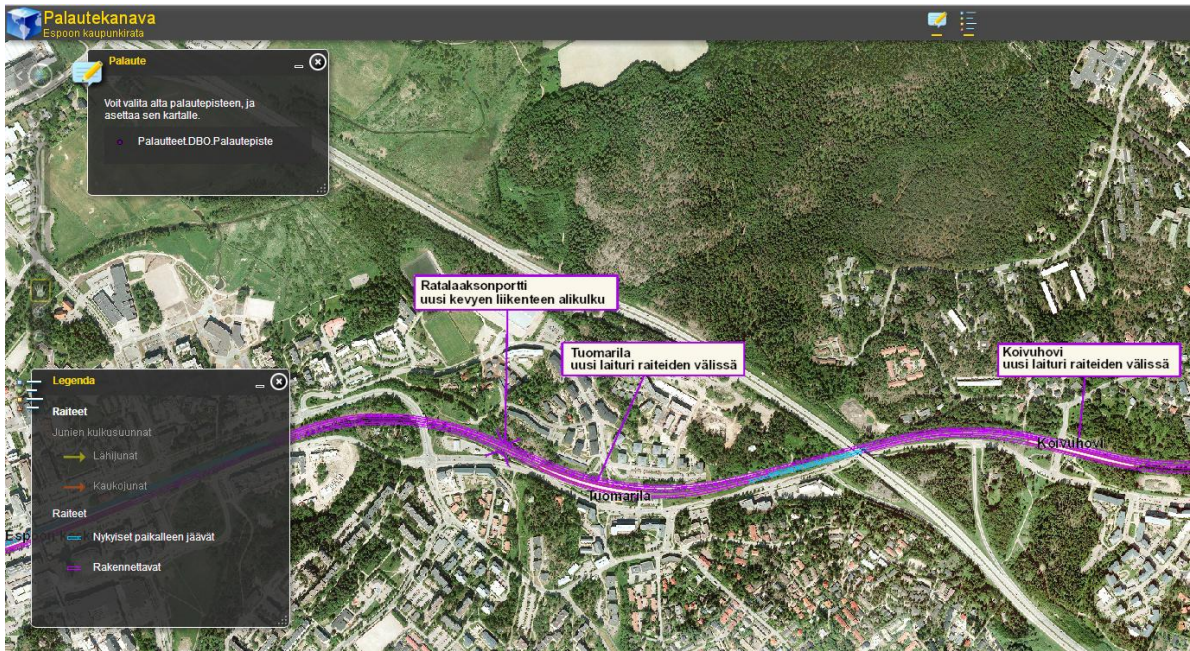 Palautekanava
Espoon kaupunkirata
Palaute
Voit valita alta palautepisteen, ja
asettaa sen kartalle.
Palautteet.DBO.Palautepiste
Ratalaaksonportti
uusi kevyen liikenteen alikulku
Tuomarila
uusi laituri raiteiden välissä
Koivuhovi
uusi laituri raiteiden välissä
Koivuhovi
Tuomarila
Legenda
Raiteet
Junien kulkusuunnat
Lähijunat
Kaukojunat
Raiteet
Nykyiset paikalleen jäävät
Rakennettavat